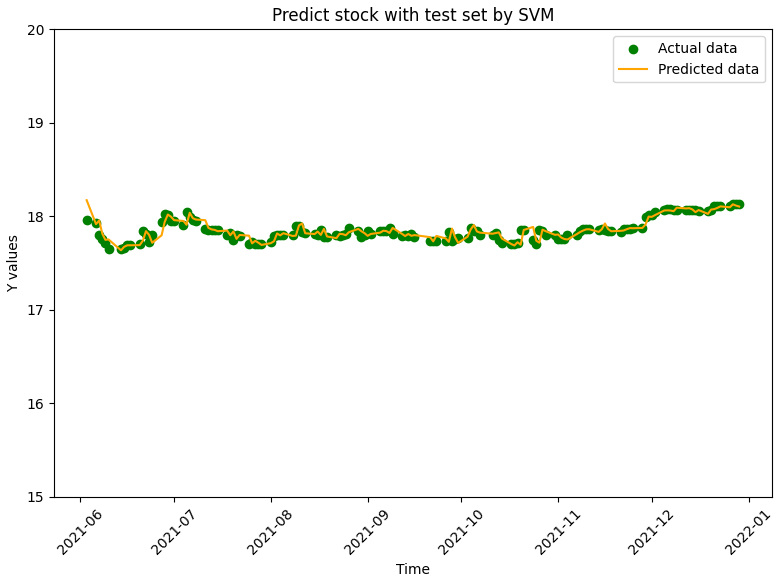 Predict stock with test set by SVM
Actual data
Predicted data
Y values
20
19
18
17
16
15
2021-06
2021-07
2021-08
2021-09
2021-10
2021-11
2021-12
2022-01
Time